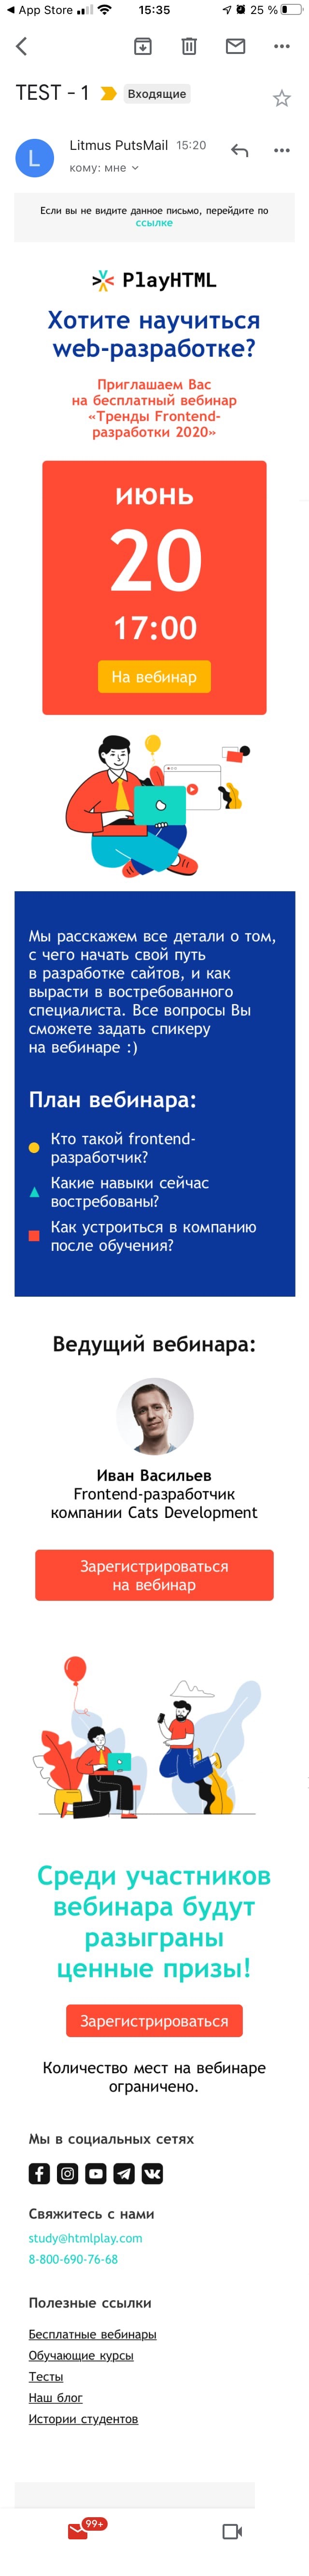 App Store
15:35
25 %
TEST - 1
Входящие
L
Litmus PutsMail 15:20
кому: мне
Если вы не видите данное письмо, перейдите по
ссылке
PlayHTML
Хотите научиться
web-разработке?
Приглашаем Вас
на бесплатный вебинар
«Тренды Frontend-
разработки 2020»
ИЮНЬ
20
17:00
На вебинар
Мы расскажем все детали о том,
с чего начать свой путь
в разработке сайтов, и как
вырасти в востребованного
специалиста. Все вопросы Вы
сможете задать спикеру
на вебинаре :)
План вебинара:
Кто такой frontend-
разработчик?
Какие навыки сейчас
востребованы?
Как устроиться в компанию
после обучения?
Ведущий вебинара:
Иван Васильев
Frontend-разработчик
компании Cats Development
Зарегистрироваться
на вебинар
Среди участников
вебинара будут
разыграны
ценные призы!
Зарегистрироваться
Количество мест на вебинаре
ограничено.
Мы в социальных сетях
Свяжитесь с нами
study@htmlplay.com
8-800-690-76-68
Полезные ссылки
Бесплатные вебинары
Обучающие курсы
Тесты
Наш блог
Истории студентов
99+